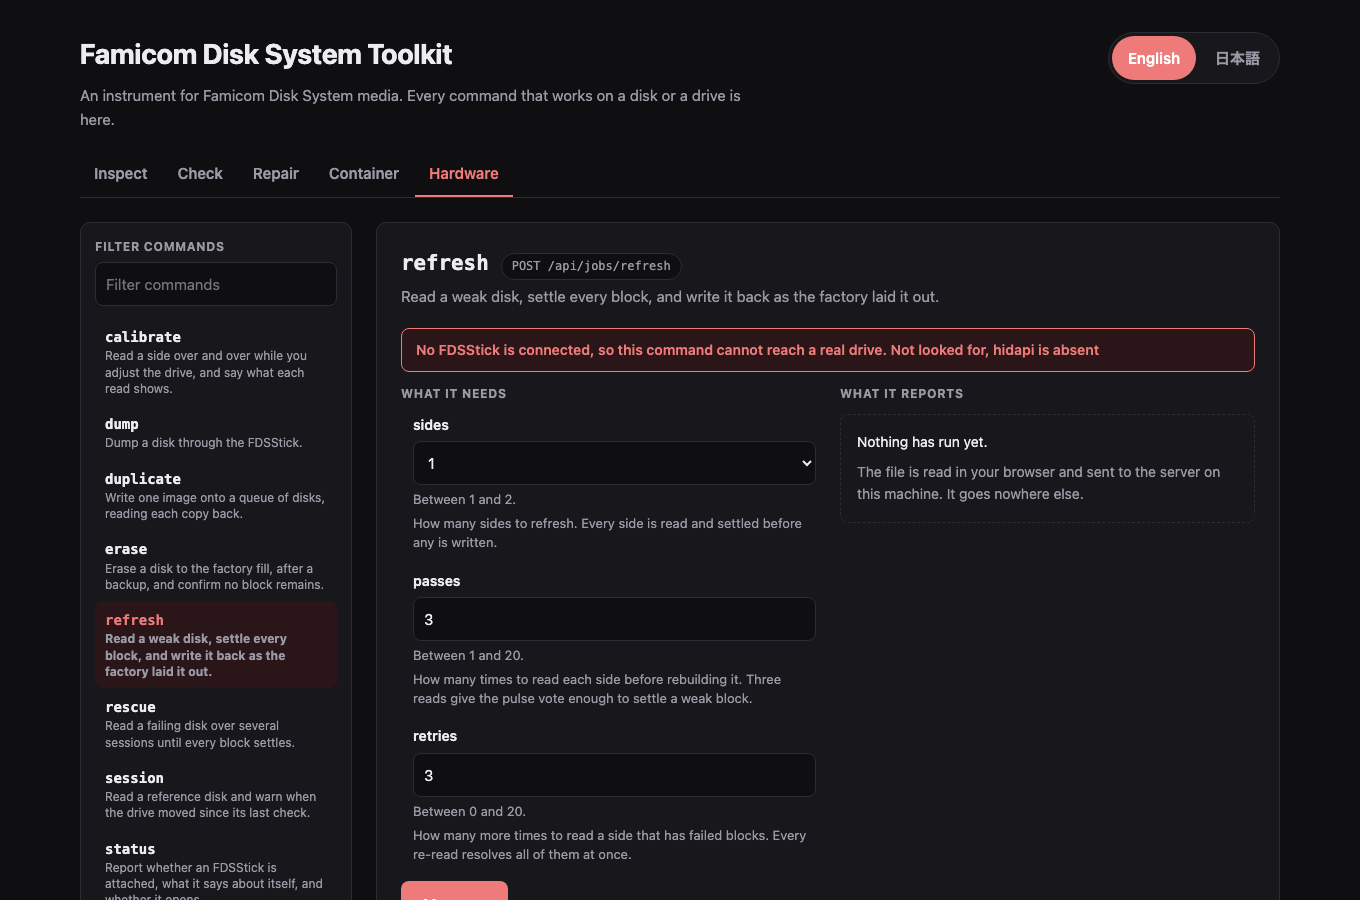 Famicom Disk System Toolkit
English
日本語
An instrument for Famicom Disk System media. Every command that works on a disk or a drive is
here.
Inspect
Check
Repair
Container
Hardware
FILTER COMMANDS
Filter commands
calibrate
Read a side over and over while you
adjust the drive, and say what each
read shows.
dump
Dump a disk through the FDSStick.
duplicate
Write one image onto a queue of disks,
reading each copy back.
erase
Erase a disk to the factory fill, after a
backup, and confirm no block remains.
refresh
Read a weak disk, settle every
block, and write it back as the
factory laid it out.
rescue
Read a failing disk over several
sessions until every block settles.
session
Read a reference disk and warn when
the drive moved since its last check.
status
Report whether an FDSStick is
attached, what it says about itself, and
whether it opens.
refresh
POST /api/jobs/refresh
Read a weak disk, settle every block, and write it back as the factory laid it out.
No FDSStick is connected, so this command cannot reach a real drive. Not looked for, hidapi is absent
WHAT IT NEEDS
sides
1
Between 1 and 2.
How many sides to refresh. Every side is read and settled before
any is written.
passes
3
Between 1 and 20.
How many times to read each side before rebuilding it. Three
reads give the pulse vote enough to settle a weak block.
retries
3
Between 0 and 20.
How many more times to read a side that has failed blocks. Every
re-read resolves all of them at once.
WHAT IT REPORTS
Nothing has run yet.
The file is read in your browser and sent to the server on
this machine. It goes nowhere else.